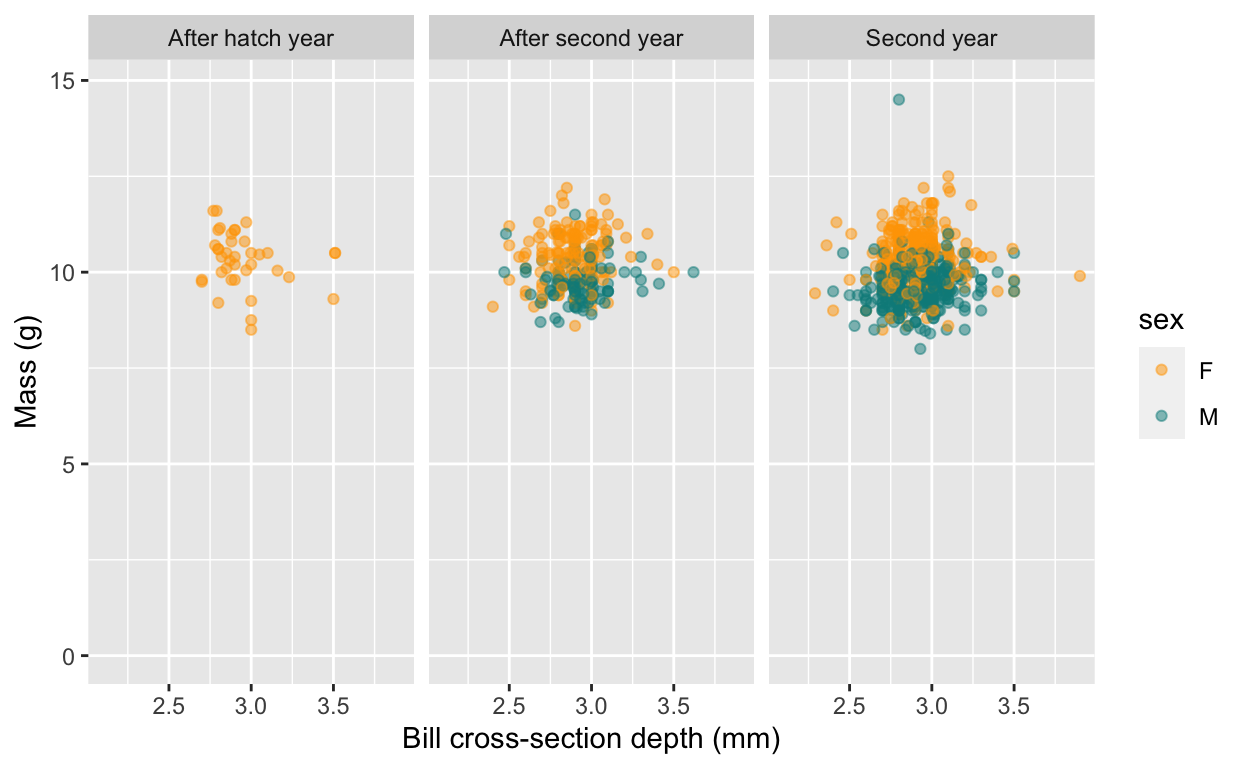 After hatch year
After second year
Second year
15
10
5
0
Mass (g)
2.5 3.0 3.5
2.5 3.0 3.5
2.5 3.0 3.5
Bill cross-section depth (mm)
sex
F
M